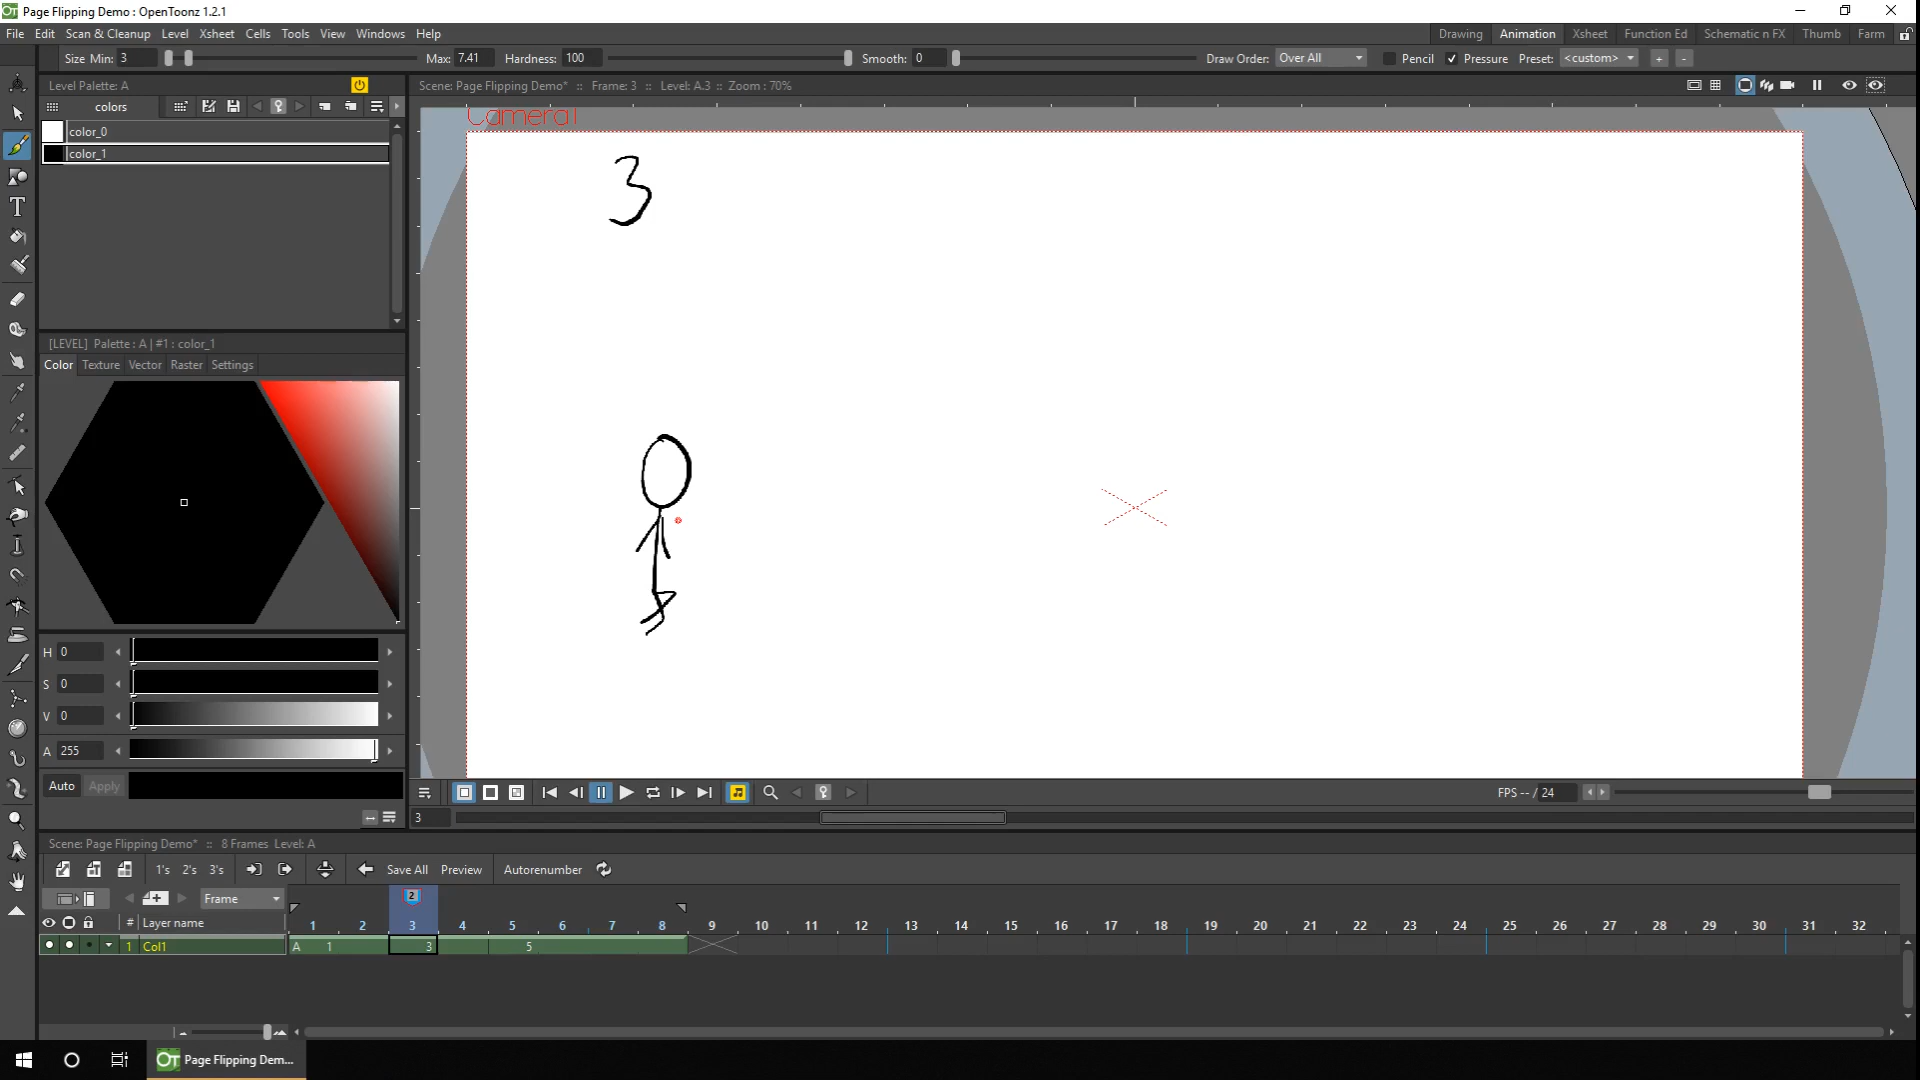 Page Flipping Demo : OpenToonz 1.2.1
File Edit Scan & Cleanup Level Xsheet Cells Tools View Windows Help
Drawing Animation Xsheet Function Ed Schematic n FX Thumb Farm
Size Min: 3 Max: 7.41 Hardness: 100 Smooth: 0 Draw Order: Over All Pencil Pressure Preset: <custom> + -
Level Palette: A
Scene: Page Flipping Demo* :: Frame: 3 :: Level: A.3 :: Zoom : 70%
colors
Camera1
color_0
color_1
3
[LEVEL] Palette : A | #1 : color_1
Color Texture Vector Raster Settings
H 0
S 0
V 0
A 255
Auto Apply
FPS -- / 24
3
Scene: Page Flipping Demo* :: 8 Frames Level: A
1's 2's 3's Save All Preview Autorenumber
Frame 2
# Layer name 1 2 3 4 5 6 7 8 9 10 11 12 13 14 15 16 17 18 19 20 21 22 23 24 25 26 27 28 29 30 31 32
1 Col1 A 1 3 5
OT Page Flipping Dem...